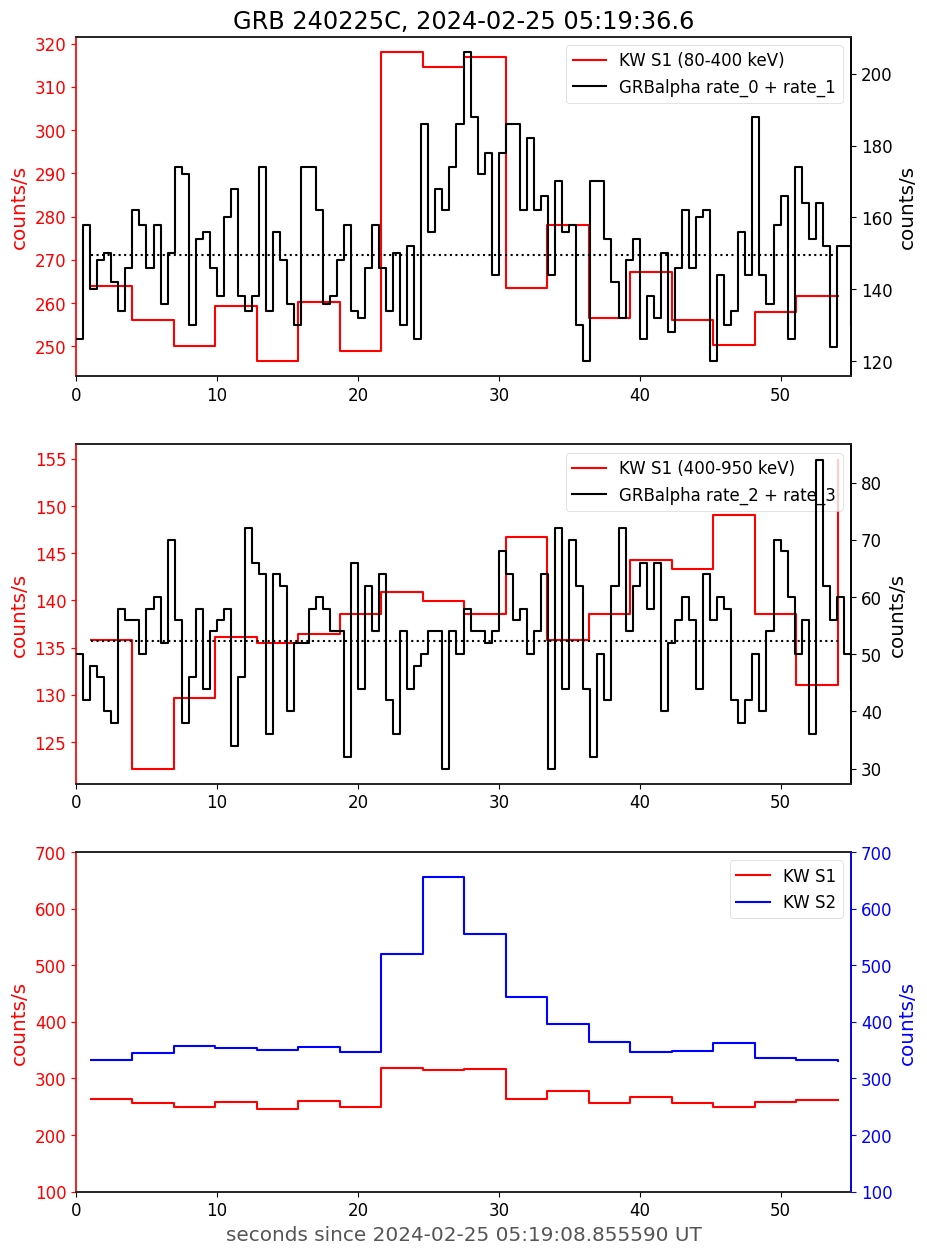 GRB 240225C, 2024-02-25 05:19:36.6
320
310
300
290
280
270
260
250
counts/s
KW S1 (80-400 keV)
GRBalpha rate_0 + rate_1
200
180
160
140
120
counts/s
0 10 20 30 40 50
155
150
145
140
135
130
125
counts/s
KW S1 (400-950 keV)
GRBalpha rate_2 + rate_3
80
70
60
50
40
30
counts/s
0 10 20 30 40 50
700
600
500
400
300
200
100
counts/s
KW S1
KW S2
700
600
500
400
300
200
100
counts/s
0 10 20 30 40 50
seconds since 2024-02-25 05:19:08.855590 UT